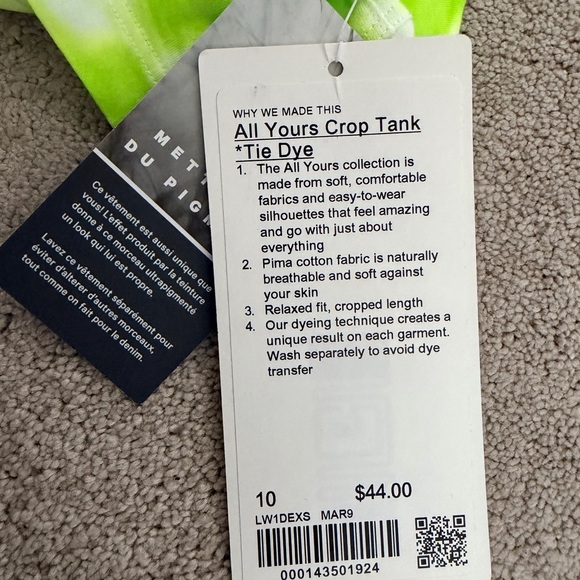 WHY WE MADE THIS
All Yours Crop Tank
*Tie Dye
1. The All Yours collection is
made from soft, comfortable
fabrics and easy-to-wear
silhouettes that feel amazing
and go with just about
everything
2. Pima cotton fabric is naturally
breathable and soft against
your skin
3. Relaxed fit, cropped length
4. Our dyeing technique creates a
unique result on each garment.
Wash separately to avoid dye
transfer
10 $44.00
LW1DEXS MAR9
000143501924
DU
Ce vêtement est aussi unique que
vous! L'effet produit par la teinture
donne à ce morceau ultrapigmenté
un look qui lui est propre.
Lavez ce vêtement séparément pour
éviter d'altérer d'autres morceaux,
tout comme on fait pour le denim.